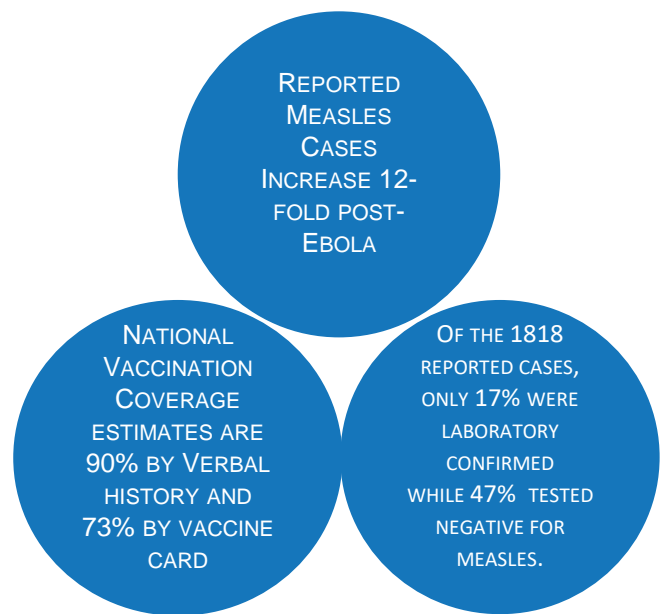 REPORTED
MEASLES
CASES
INCREASE 12-
FOLD POST-
EBOLA
NATIONAL
VACCINATION
COVERAGE
ESTIMATES ARE
90% BY VERBAL
HISTORY AND
73% BY VACCINE
CARD
OF THE 1818
REPORTED CASES,
ONLY 17% WERE
LABORATORY
CONFIRMED
WHILE 47% TESTED
NEGATIVE FOR
MEASLES.